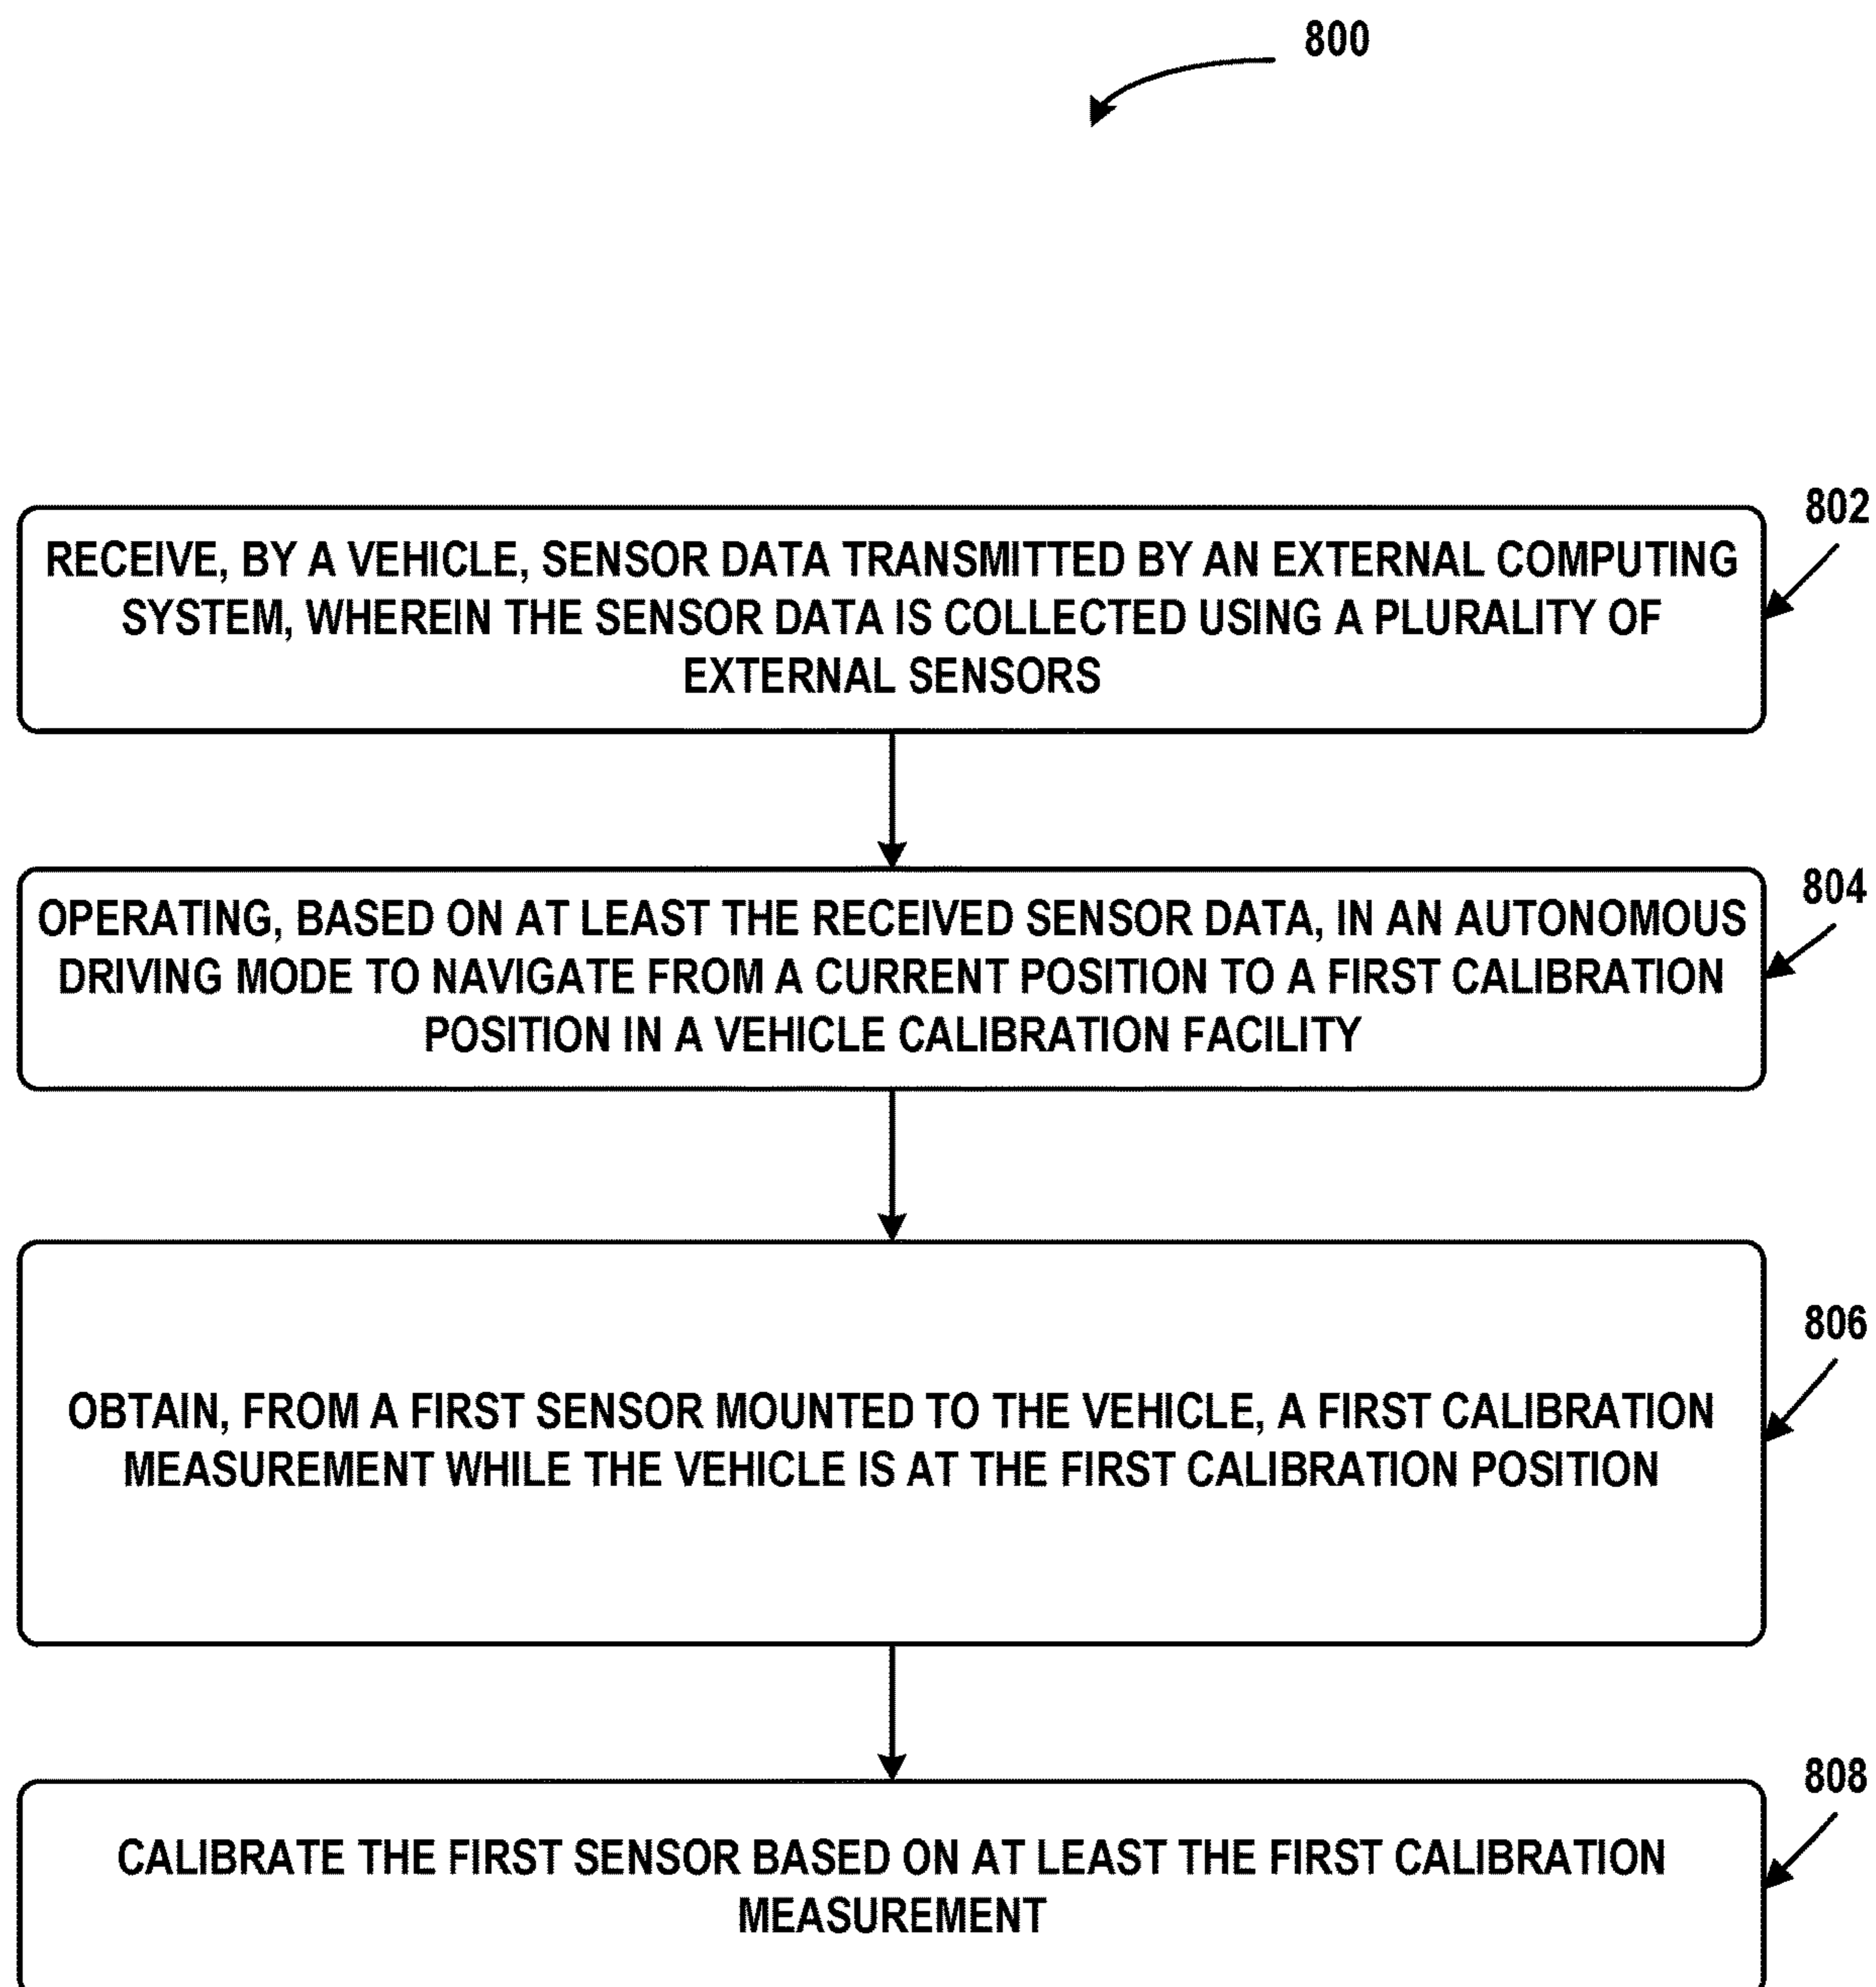 800
802
RECEIVE, BY A VEHICLE, SENSOR DATA TRANSMITTED BY AN EXTERNAL COMPUTING
SYSTEM, WHEREIN THE SENSOR DATA IS COLLECTED USING A PLURALITY OF
EXTERNAL SENSORS
804
OPERATING, BASED ON AT LEAST THE RECEIVED SENSOR DATA, IN AN AUTONOMOUS
DRIVING MODE TO NAVIGATE FROM A CURRENT POSITION TO A FIRST CALIBRATION
POSITION IN A VEHICLE CALIBRATION FACILITY
806
OBTAIN, FROM A FIRST SENSOR MOUNTED TO THE VEHICLE, A FIRST CALIBRATION
MEASUREMENT WHILE THE VEHICLE IS AT THE FIRST CALIBRATION POSITION
808
CALIBRATE THE FIRST SENSOR BASED ON AT LEAST THE FIRST CALIBRATION
MEASUREMENT